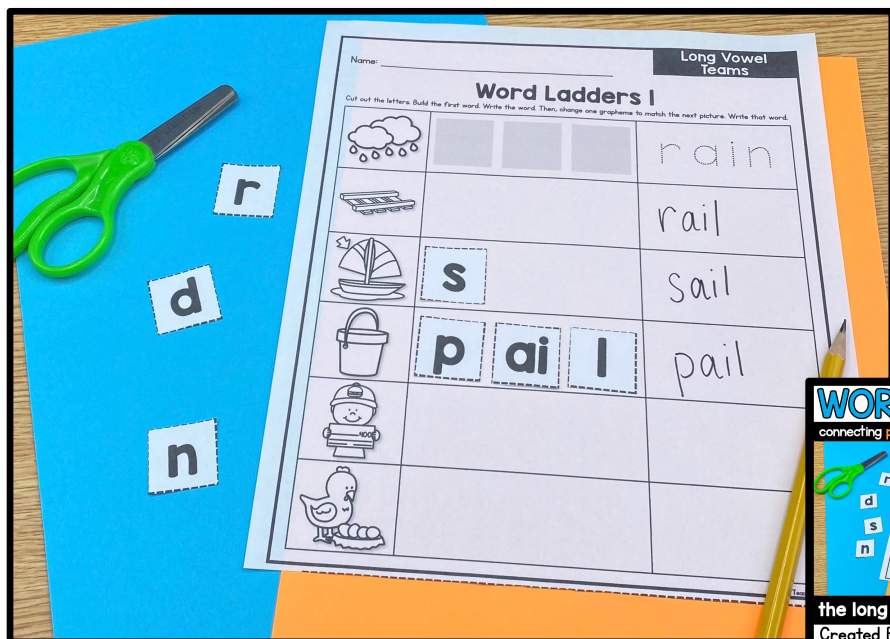 Long Vowel
Teams
Name:
Word Ladders 1
Cut out the letters. Build the first word. Write the word. Then, change one grapheme to match the next picture. Write that word.
rain
r
rail
s
sail
d
p ai l
pail
400
n
WOR
connecting
r
d
s
n
the long
Created